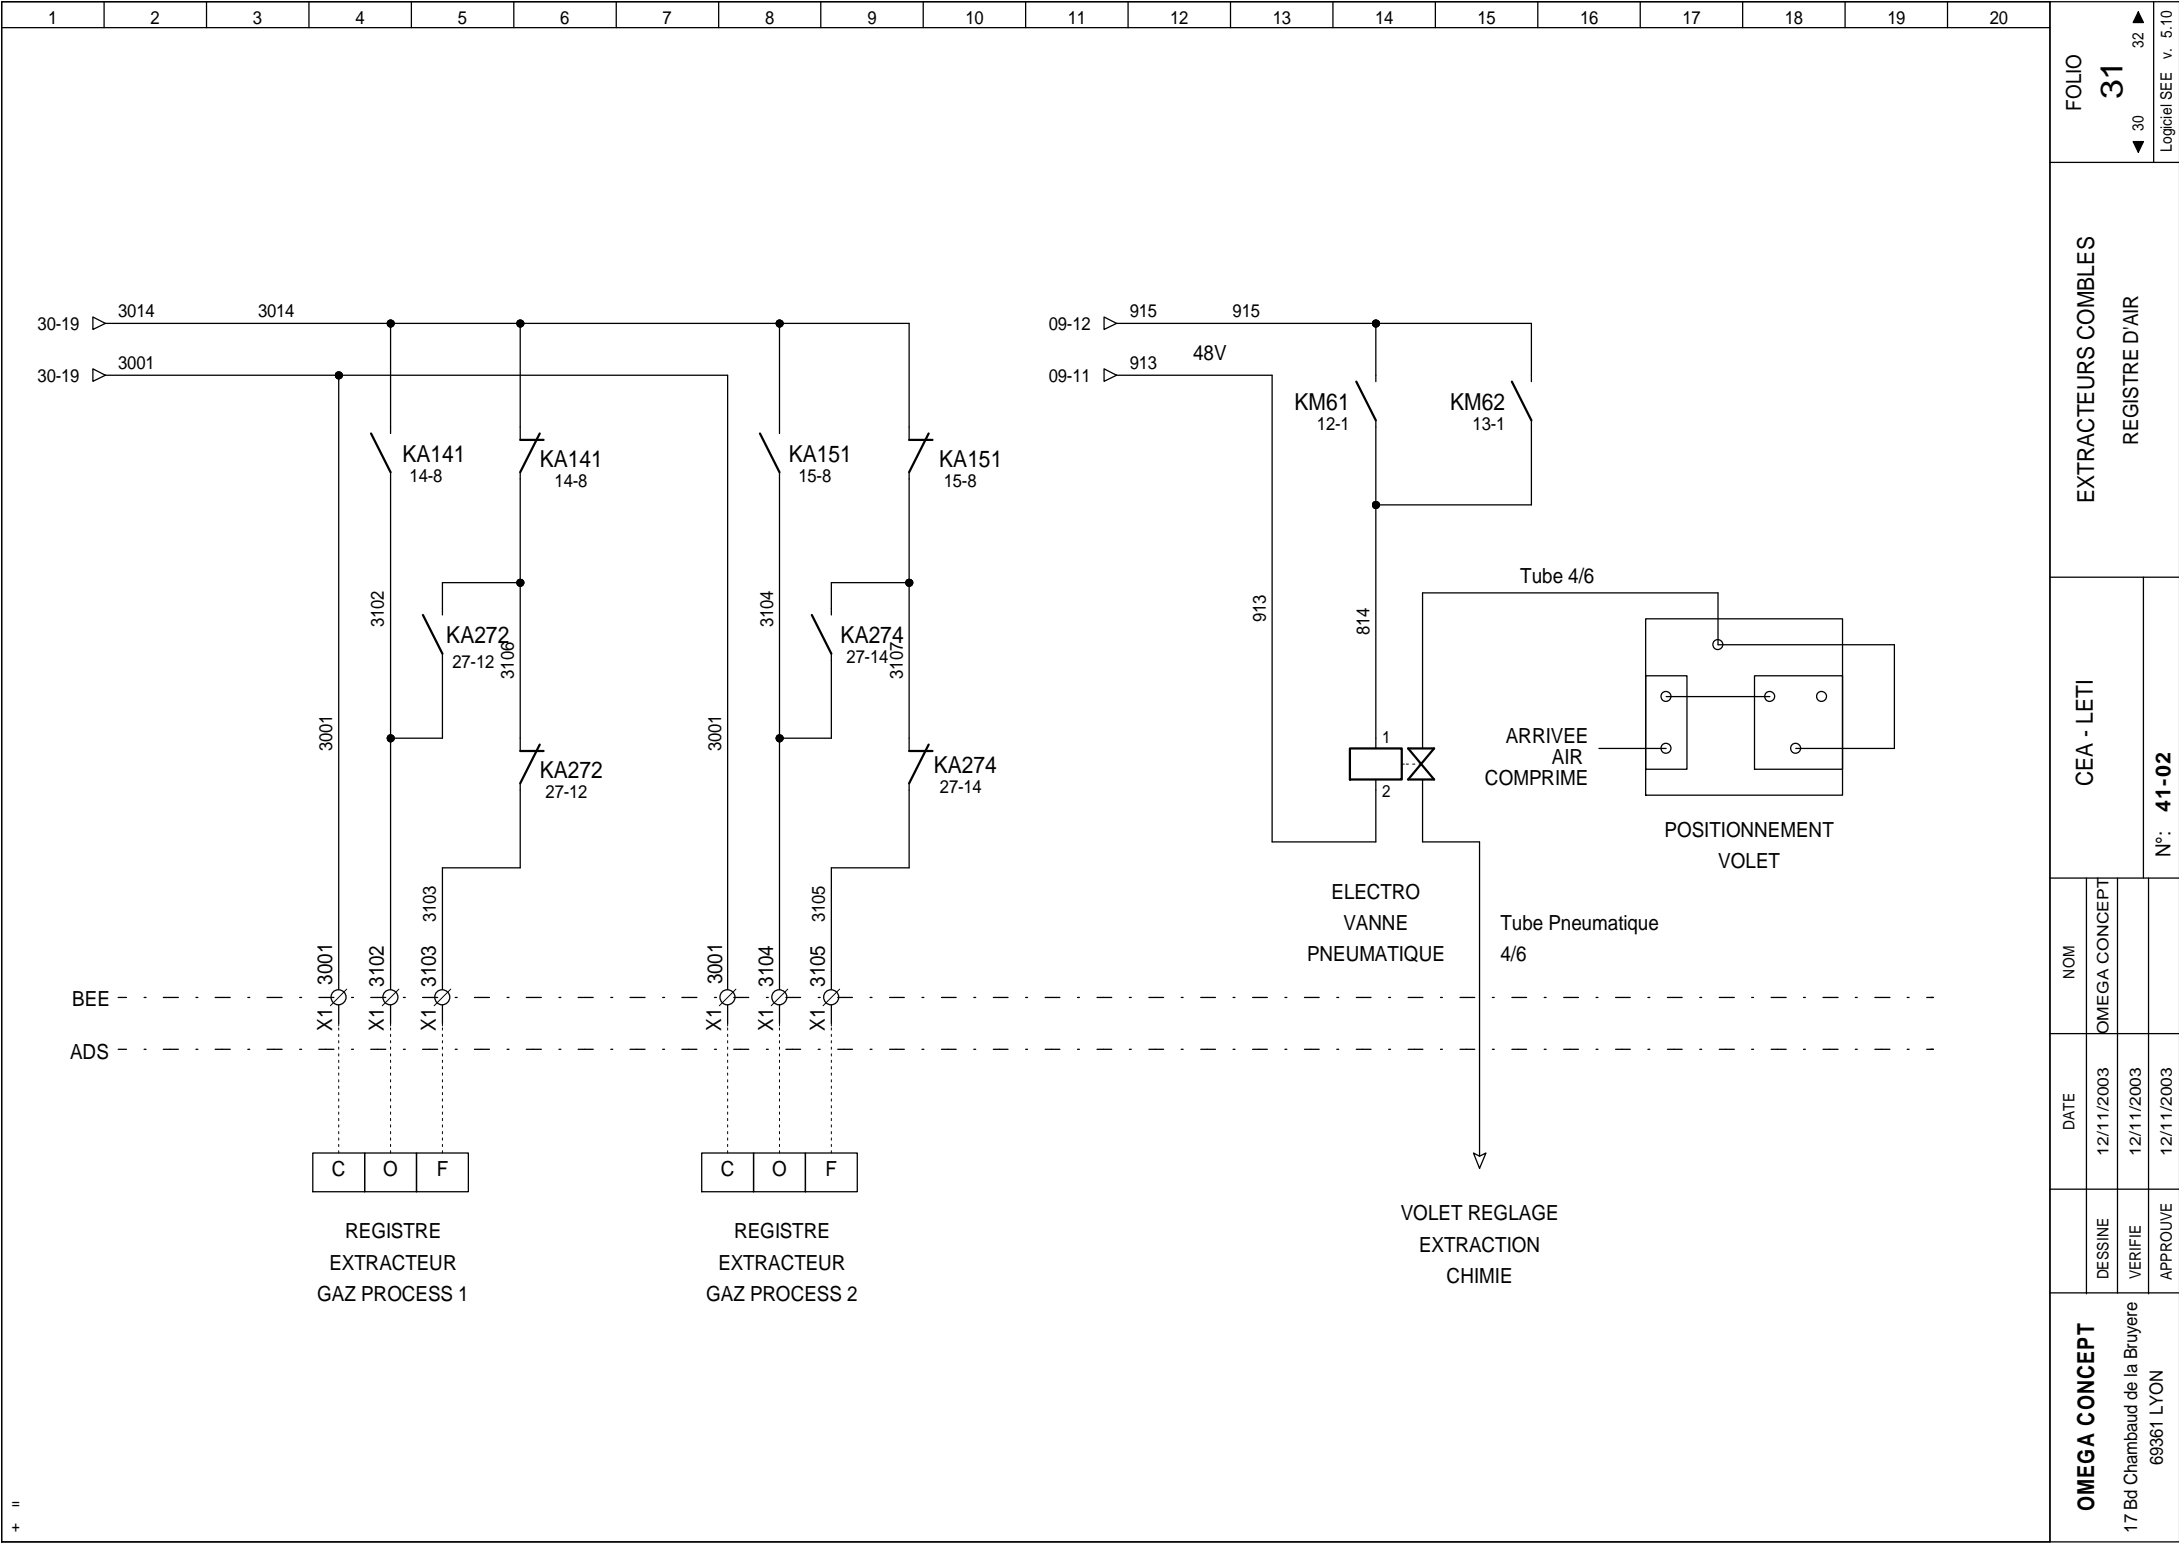 1 2 3 4 5 6 7 8 9 10 11 12 13 14 15 16 17 18 19 20
30-19 3014 3014
30-19 3001
KA141
14-8
KA141
14-8
KA151
15-8
KA151
15-8
3102
KA272
27-12
3106
3104
KA274
27-14
3107
3001
3001
KA272
27-12
KA274
27-14
3103
3105
3001
3102
3103
3001
3104
3105
BEE
X1
X1
X1
X1
X1
X1
ADS
C O F
C O F
REGISTRE
EXTRACTEUR
GAZ PROCESS 1
REGISTRE
EXTRACTEUR
GAZ PROCESS 2
09-12 915 915
09-11 913 48V
KM61
12-1
KM62
13-1
913
814
Tube 4/6
1
2
ARRIVEE
AIR
COMPRIME
POSITIONNEMENT
VOLET
ELECTRO
VANNE
PNEUMATIQUE
Tube Pneumatique
4/6
VOLET REGLAGE
EXTRACTION
CHIMIE
=
+
OMEGA CONCEPT
17 Bd Chambaud de la Bruyere
69361 LYON
DATE NOM
DESSINE 12/11/2003 OMEGA CONCEPT
VERIFIE 12/11/2003
APPROUVE 12/11/2003
CEA - LETI
N°: 41-02
EXTRACTEURS COMBLES
REGISTRE D'AIR
FOLIO
31
◄ 30 32 ►
Logiciel SEE v. 5.10